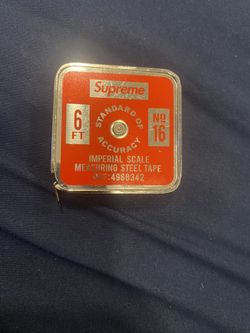 Supreme
6
FT
STANDARD OF
ACCURACY
No
16
IMPERIAL SCALE
MEASURING STEEL TAPE